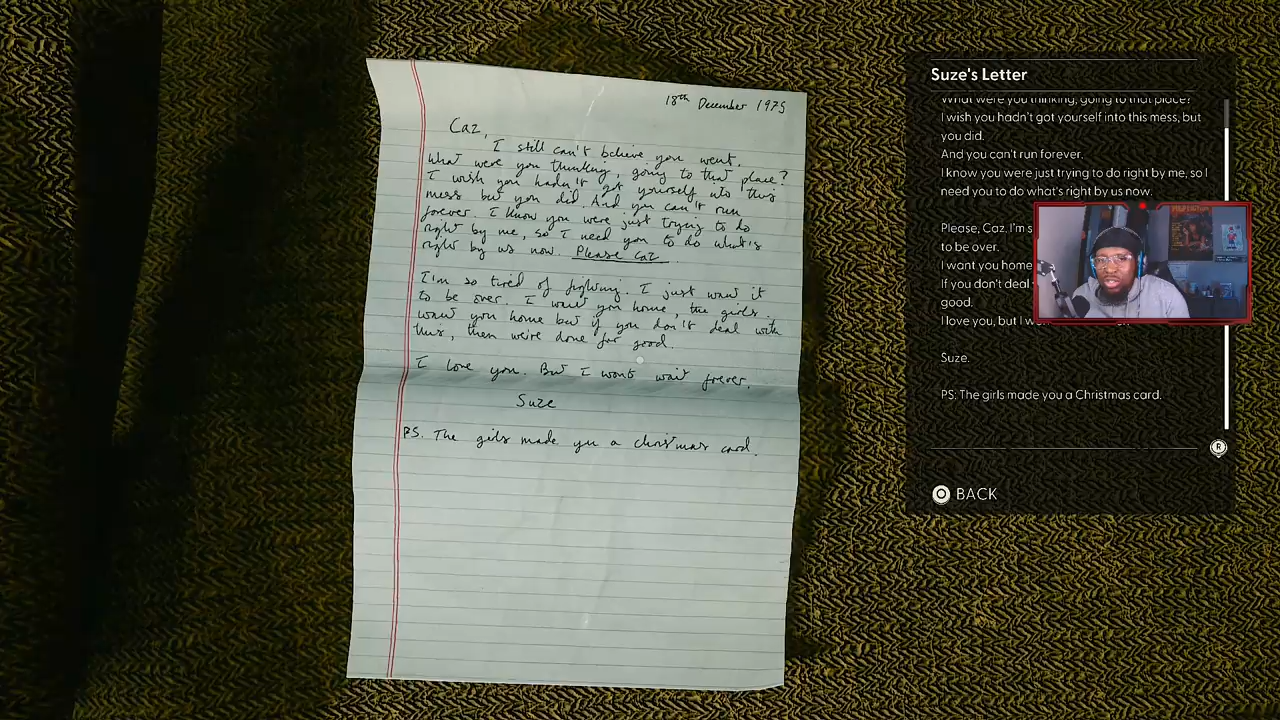 18th December 1975
Caz,
I still can't believe you went.
What were you thinking, going to that place?
I wish you hadn't got yourself into this
mess but you did. And you can't run
forever. I know you were just trying to do
right by me, so I need you to do what's
right by us now. Please Caz.
I'm so tired of fighting. I just want it
to be over. I want you home, the girls
want you home but if you don't deal with
this, then we're done for good.
I love you. But I won't wait forever.
Suze
PS. The girls made you a Christmas card.
Suze's Letter
What were you thinking, going to that place?
I wish you hadn't got yourself into this mess, but
you did.
And you can't run forever.
I know you were just trying to do right by me, so I
need you to do what's right by us now.
Please, Caz, I'm s
to be over.
I want you home
If you don't deal
good.
I love you, but I w
Suze.
PS: The girls made you a Christmas card.
R
BACK